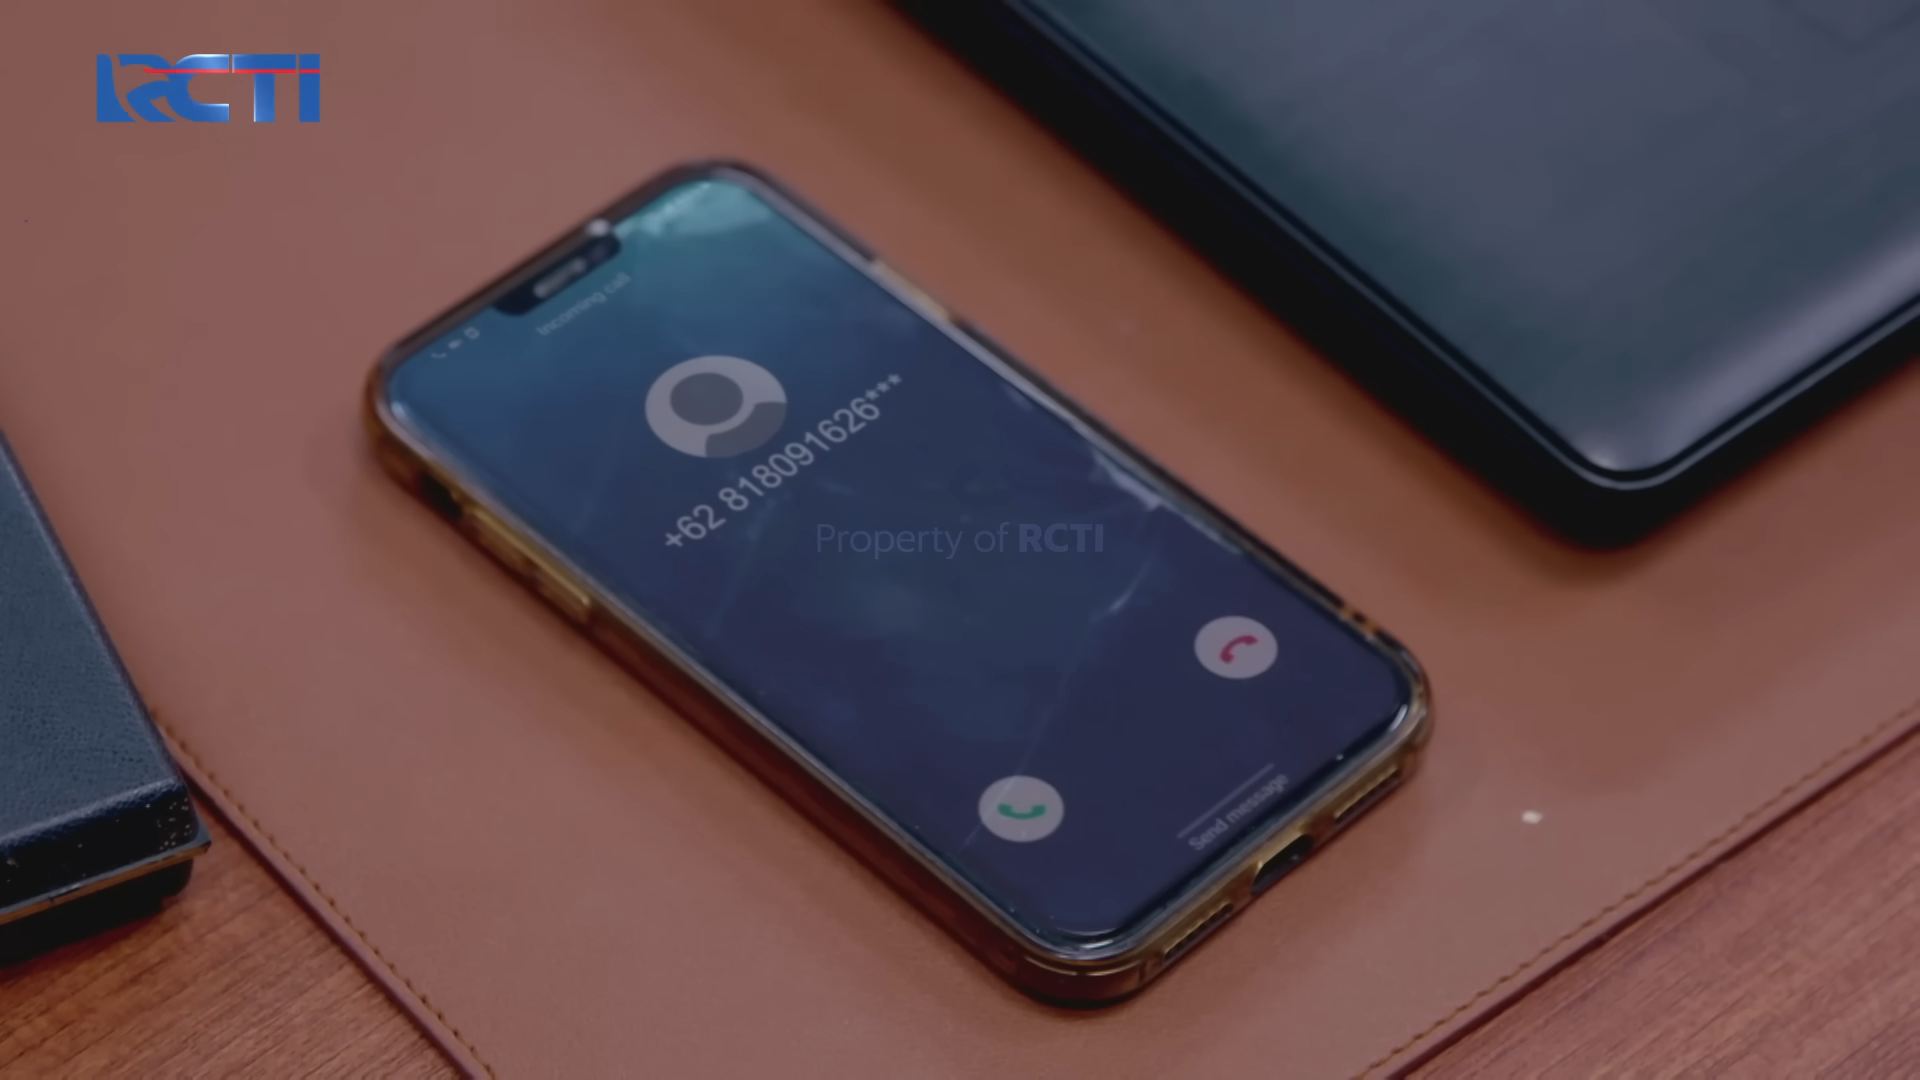 RCTI
Incoming call
+62 818091626***
Property of RCTI
Send message